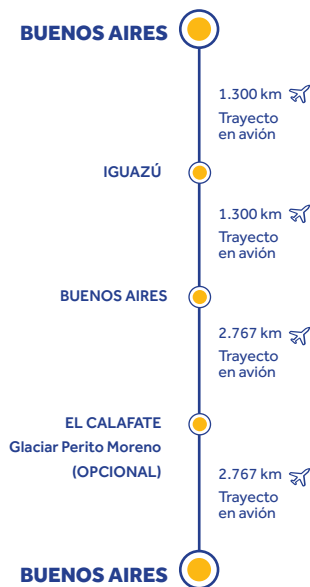 BUENOS AIRES
1.300 km
Trayecto
en avión
IGUAZÚ
1.300 km
Trayecto
en avión
BUENOS AIRES
2.767 km
Trayecto
en avión
EL CALAFATE
Glaciar Perito Moreno
(OPCIONAL)
2.767 km
Trayecto
en avión
BUENOS AIRES